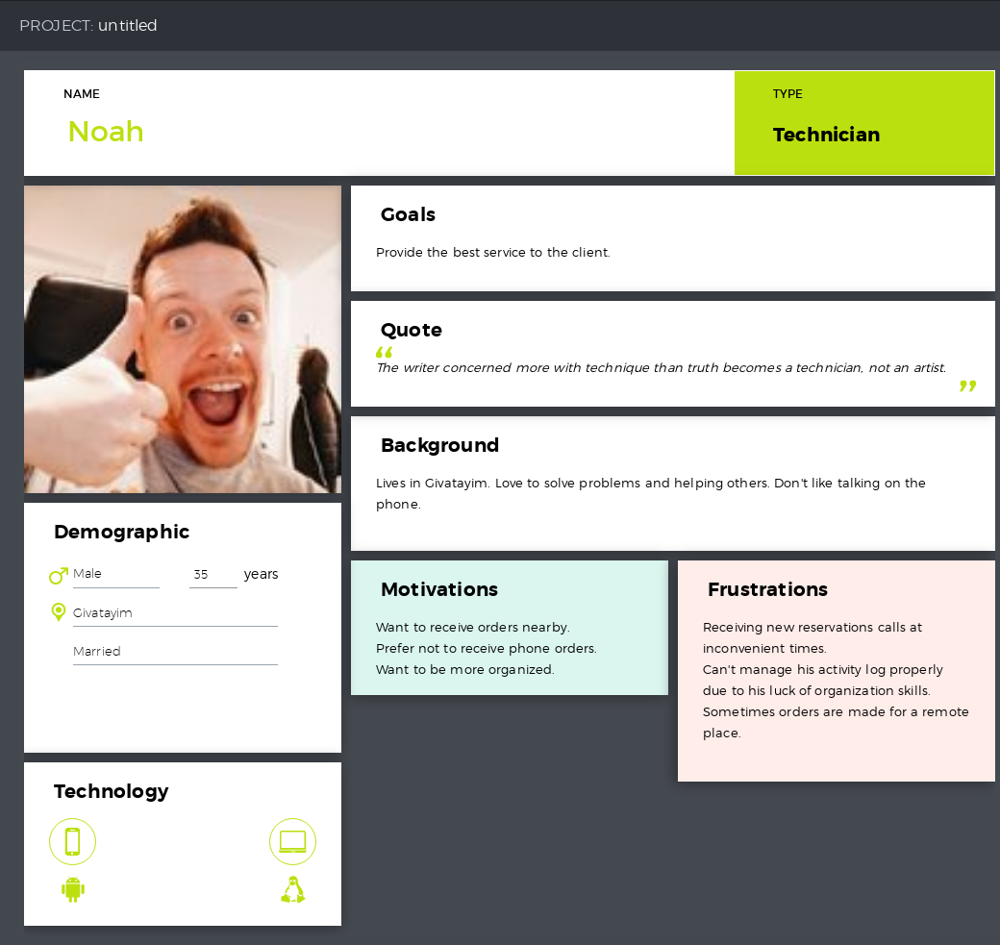 PROJECT: untitled
NAME
Noah
TYPE
Technician
Goals
Provide the best service to the client.
Quote
“
The writer concerned more with technique than truth becomes a technician, not an artist.
”
Background
Lives in Givatayim. Love to solve problems and helping others. Don't like talking on the
phone.
Demographic
Male 35 years
Givatayim
Married
Motivations
Want to receive orders nearby.
Prefer not to receive phone orders.
Want to be more organized.
Frustrations
Receiving new reservations calls at
inconvenient times.
Can't manage his activity log properly
due to his luck of organization skills.
Sometimes orders are made for a remote
place.
Technology